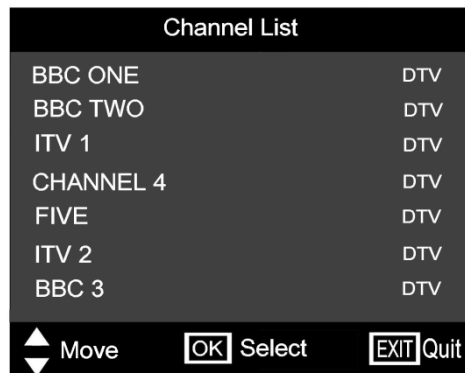 Channel List
BBC ONE DTV
BBC TWO DTV
ITV 1 DTV
CHANNEL 4 DTV
FIVE DTV
ITV 2 DTV
BBC 3 DTV
Move OK Select EXIT Quit